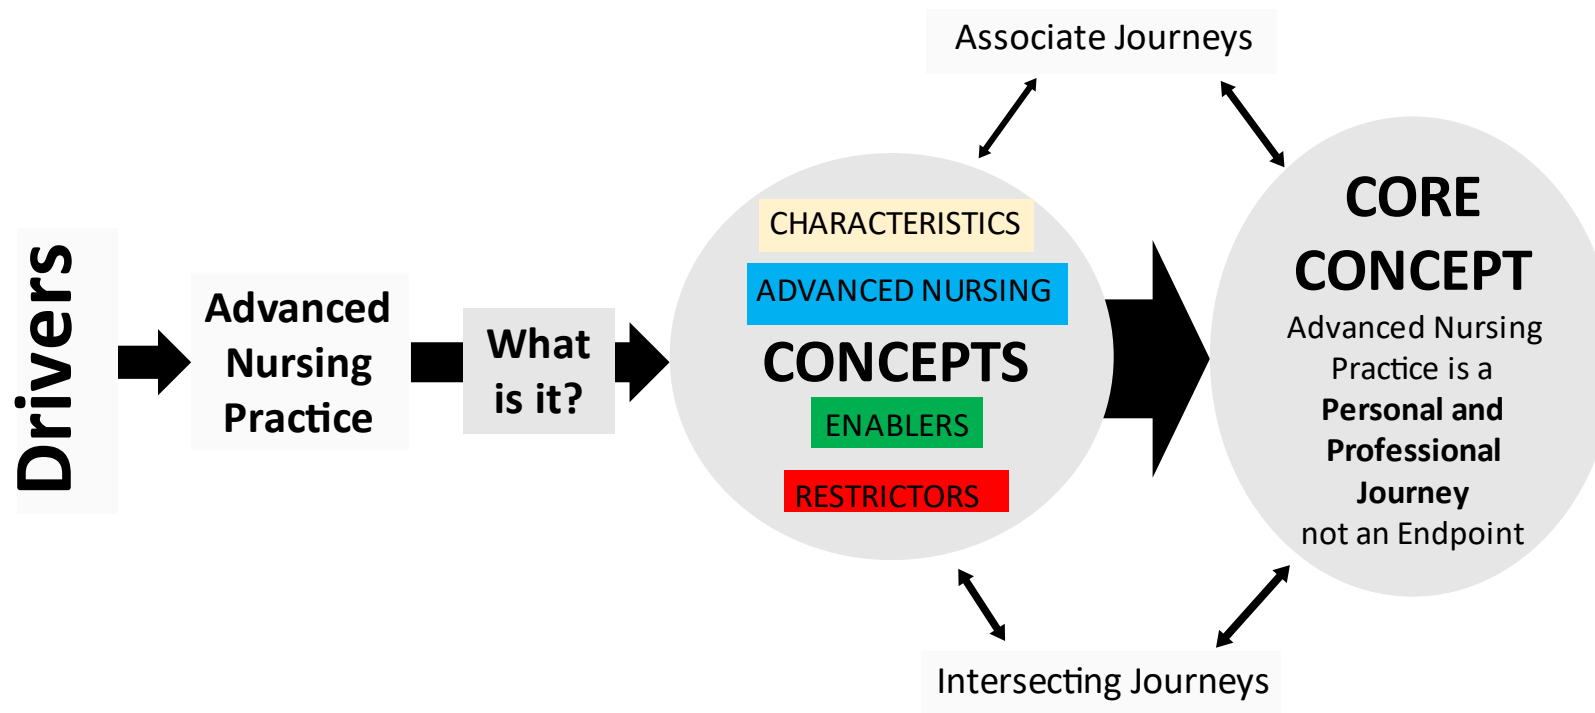 Drivers
Advanced
Nursing
Practice
What
is it?
CHARACTERISTICS
ADVANCED NURSING
CONCEPTS
ENABLERS
RESTRICTORS
Associate Journeys
Intersecting Journeys
CORE
CONCEPT
Advanced Nursing
Practice is a
Personal and
Professional
Journey
not an Endpoint